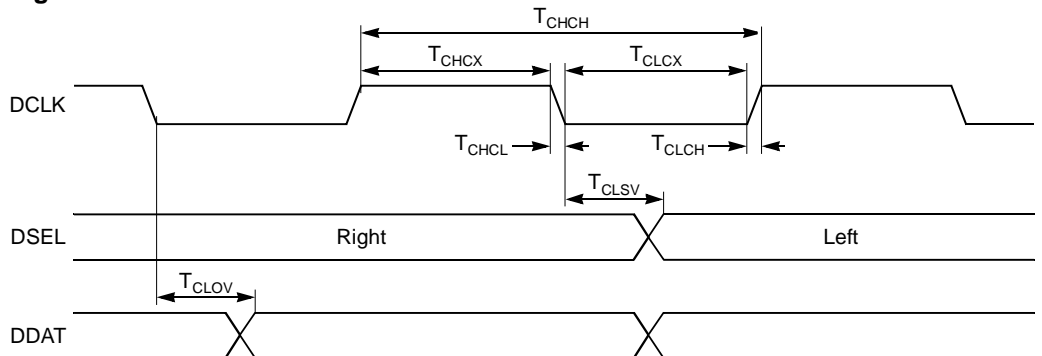 T_CHCH
T_CHCX T_CLCX
DCLK
T_CHCL T_CLCH
T_CLSV
DSEL Right Left
T_CLOV
DDAT